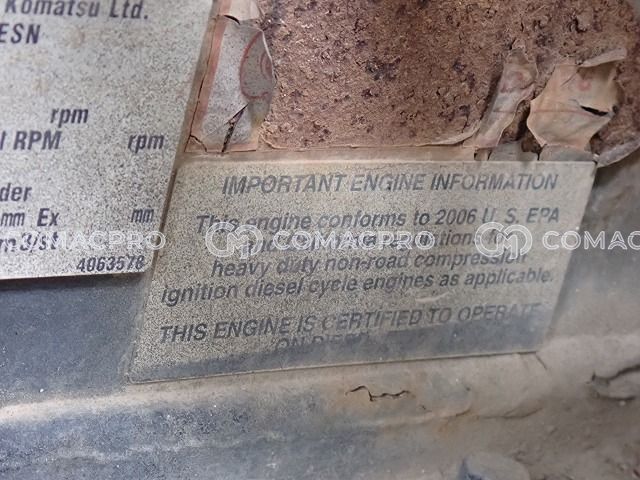 Komatsu Ltd.
ESN
rpm
RPM rpm
mm Ex mm
4063578
IMPORTANT ENGINE INFORMATION
This engine conforms to 2006 U.S. EPA
heavy duty non-road compression
ignition diesel cycle engines as applicable.
THIS ENGINE IS CERTIFIED TO OPERATE
ON
COMACPRO
COMACPRO